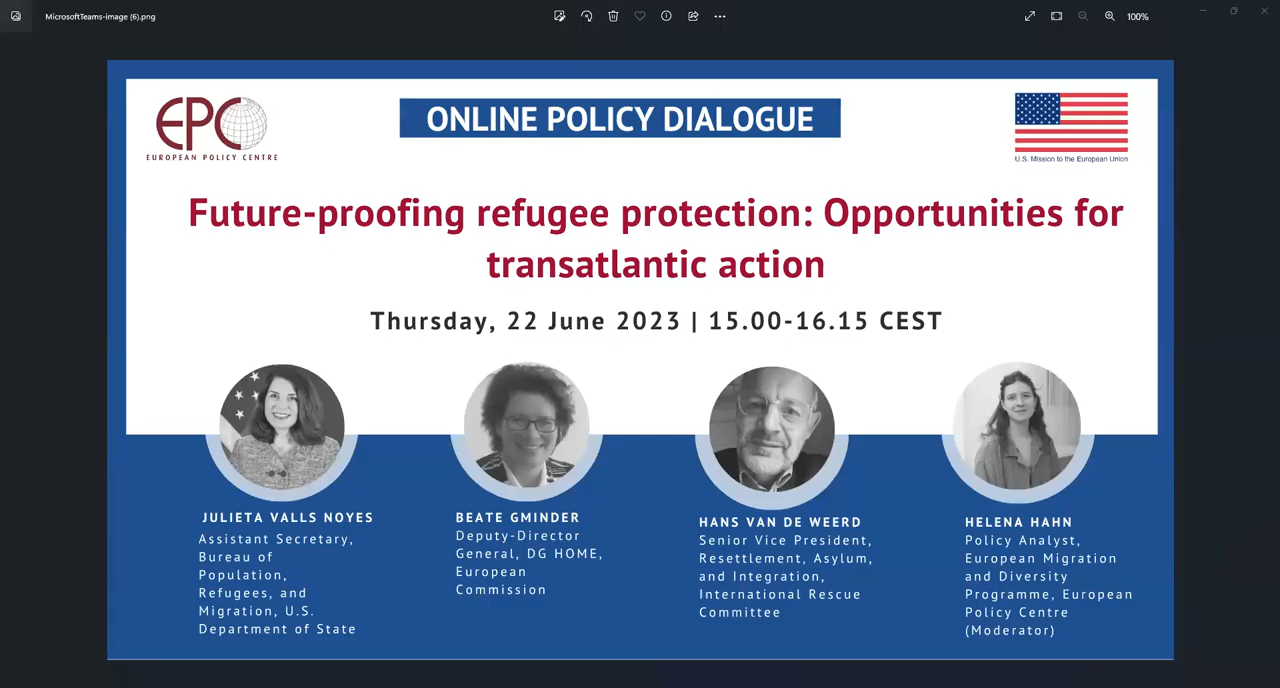 MicrosoftTeams-image (6).png
100%
EPC
EUROPEAN POLICY CENTRE
ONLINE POLICY DIALOGUE
U.S. Mission to the European Union
Future-proofing refugee protection: Opportunities for
transatlantic action
Thursday, 22 June 2023 | 15.00-16.15 CEST
JULIETA VALLS NOYES
Assistant Secretary,
Bureau of
Population,
Refugees, and
Migration, U.S.
Department of State
BEATE GMINDER
Deputy-Director
General, DG HOME,
European
Commission
HANS VAN DE WEERD
Senior Vice President,
Resettlement, Asylum,
and Integration,
International Rescue
Committee
HELENA HAHN
Policy Analyst,
European Migration
and Diversity
Programme, European
Policy Centre
(Moderator)